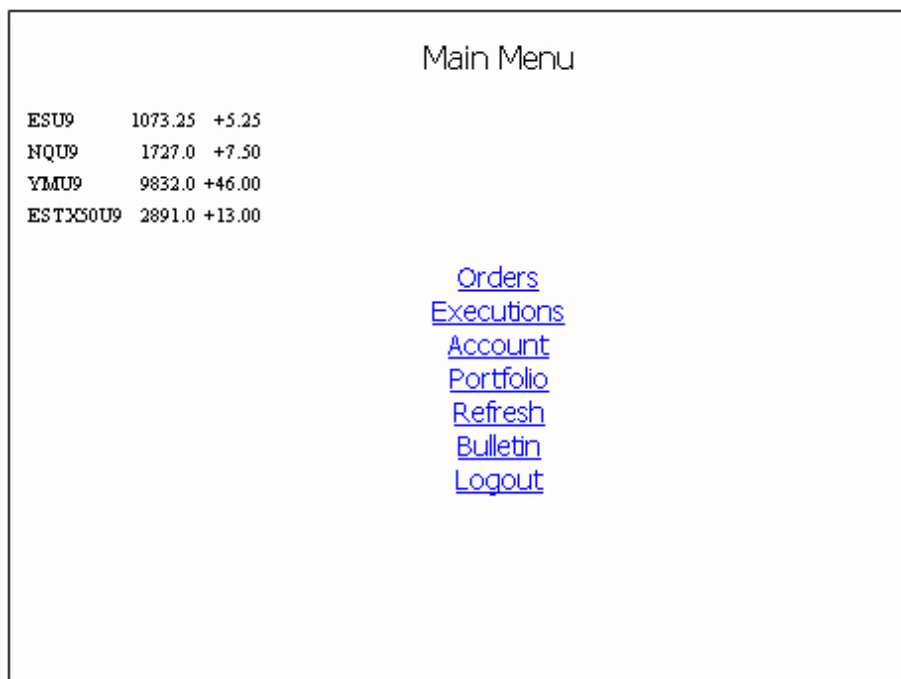 Main Menu
ESU9 1073.25 +5.25
NQU9 1727.0 +7.50
YMU9 9832.0 +46.00
ESTX50U9 2891.0 +13.00
Orders
Executions
Account
Portfolio
Refresh
Bulletin
Logout